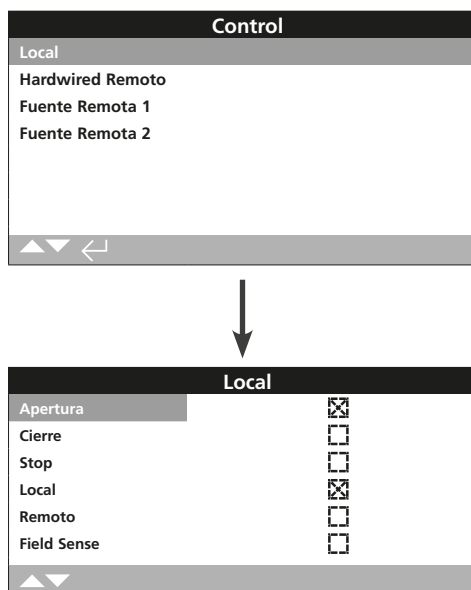 Control
Local
Hardwired Remoto
Fuente Remota 1
Fuente Remota 2
Local
Apertura
Cierre
Stop
Local
Remoto
Field Sense